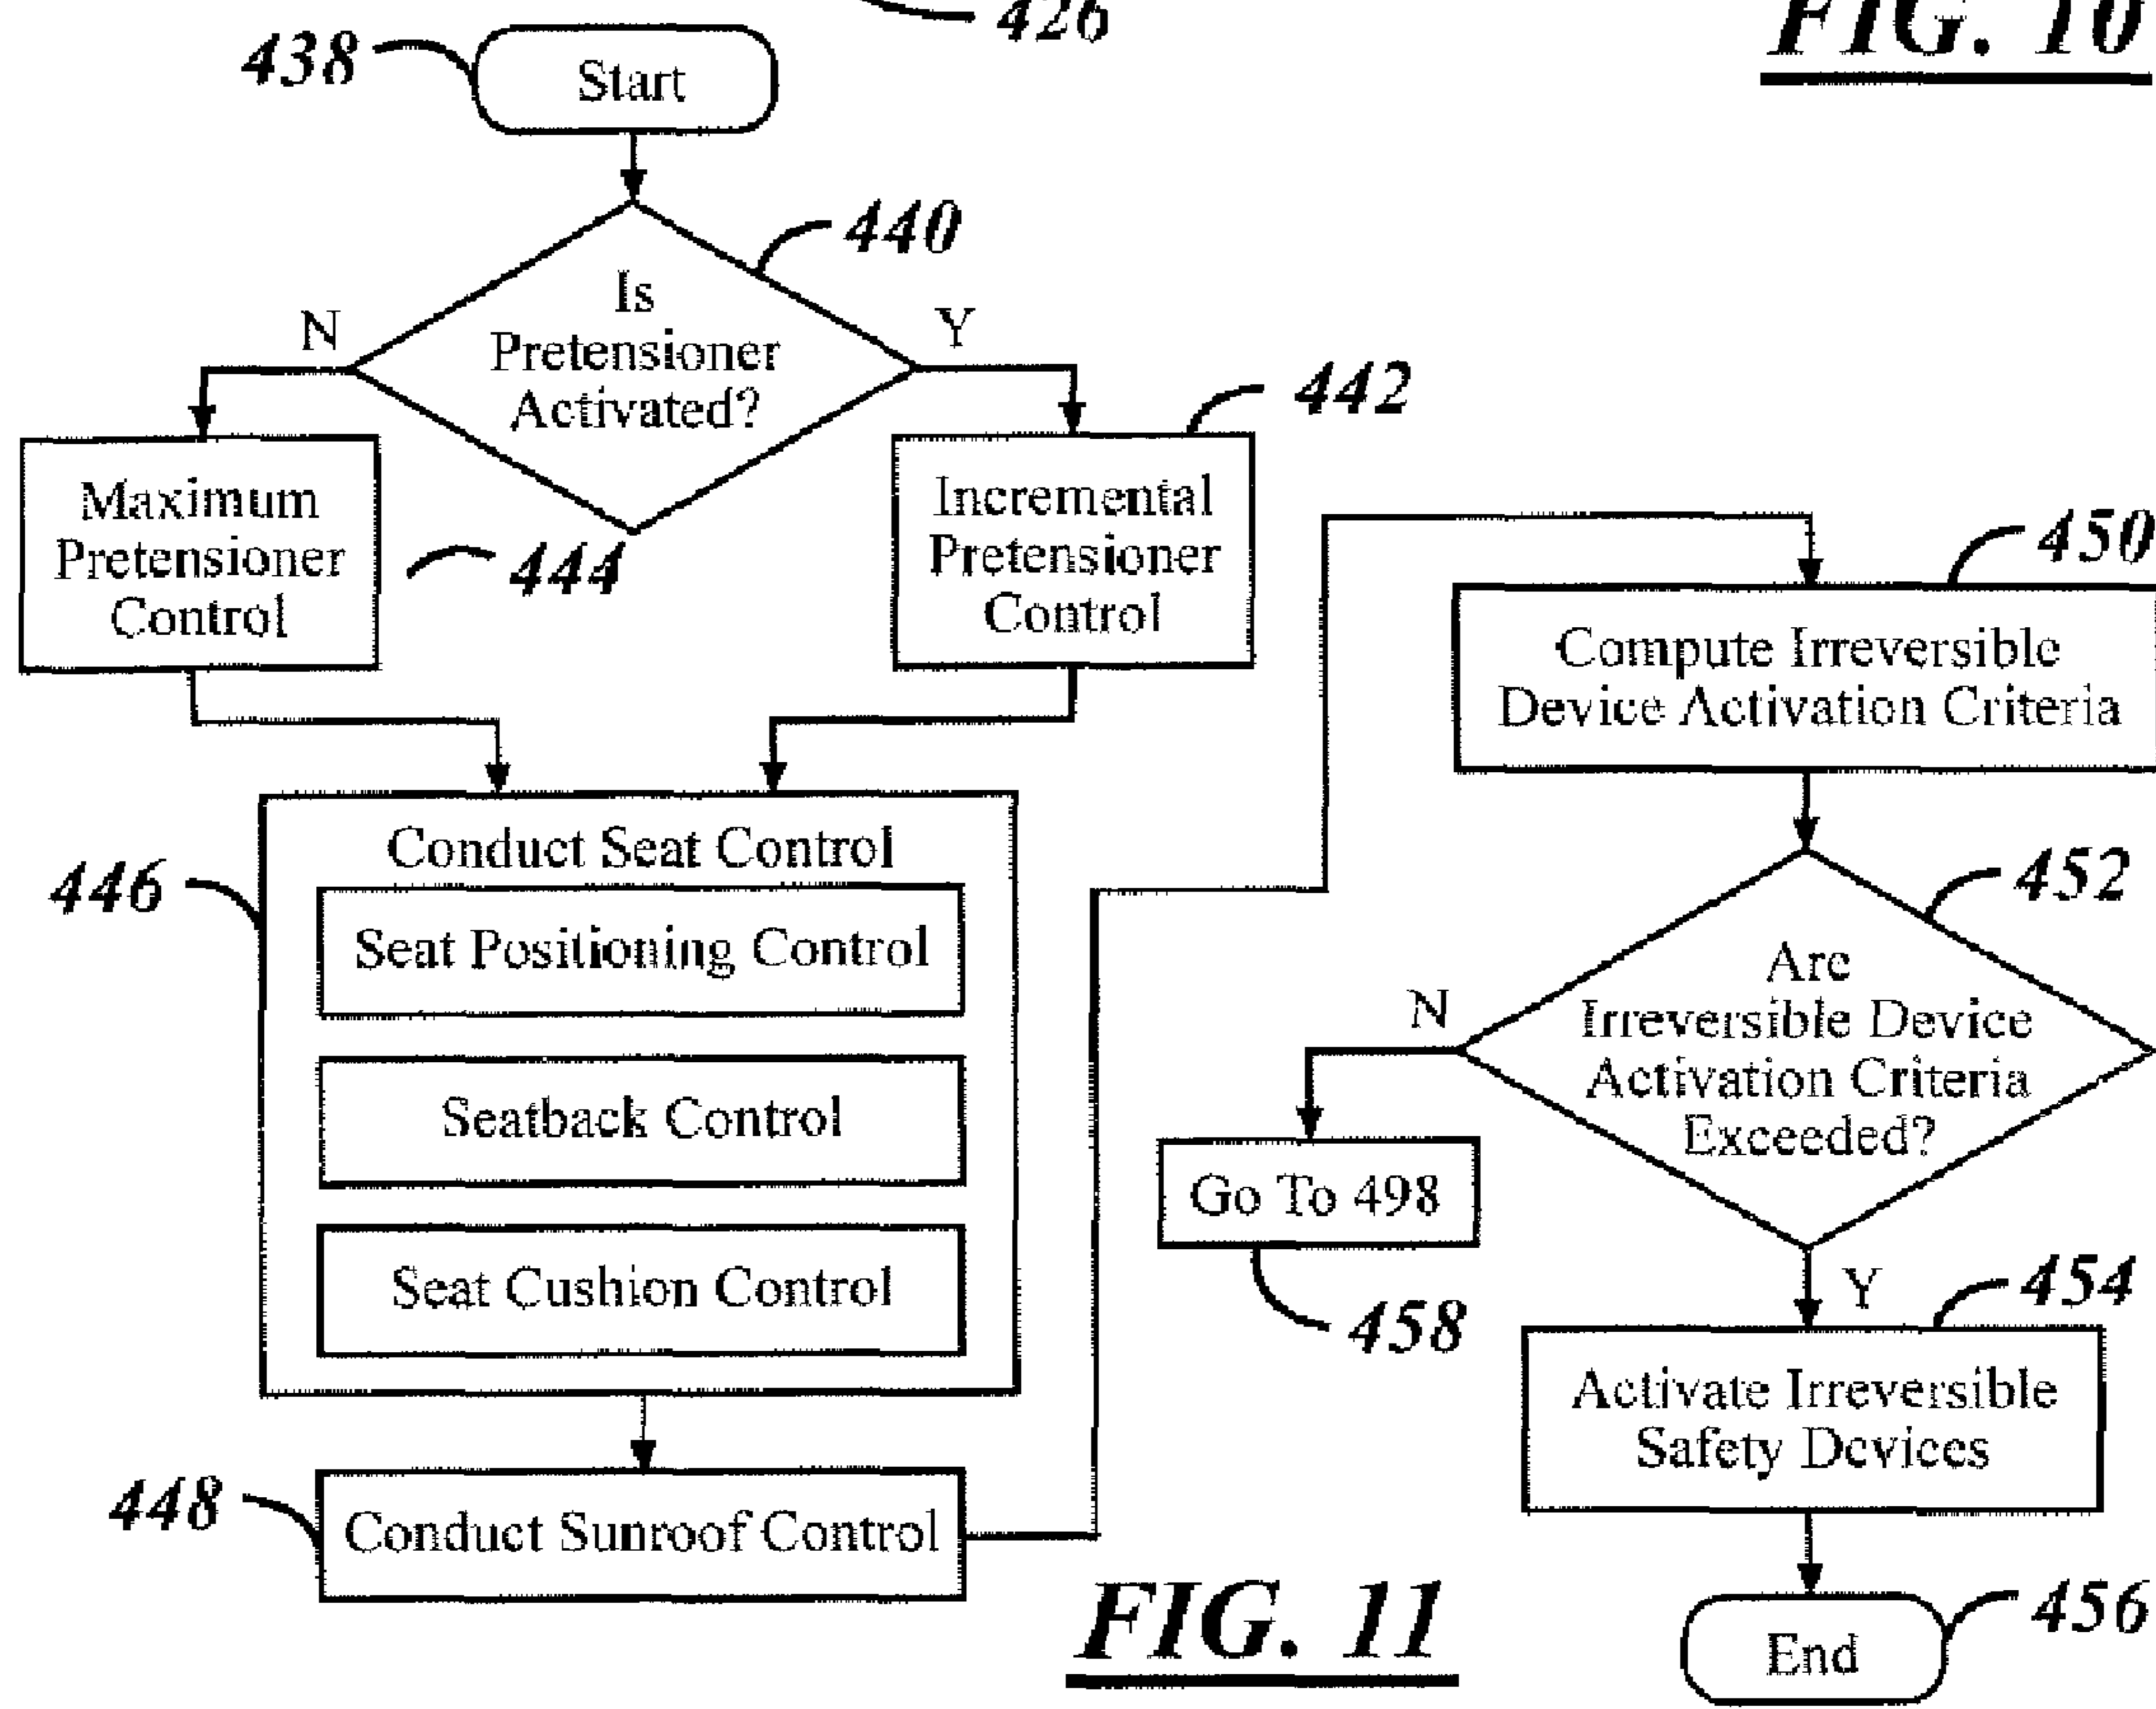 426
FIG. 10
438
Start
440
Is
Pretensioner
Activated?
N
Y
442
Maximum
Pretensioner
Control
444
Incremental
Pretensioner
Control
446
Conduct Seat Control
Seat Positioning Control
Seatback Control
Seat Cushion Control
448
Conduct Sunroof Control
450
Compute Irreversible
Device Activation Criteria
452
Are
Irreversible Device
Activation Criteria
Exceeded?
N
Go To 498
458
Y
454
Activate Irreversible
Safety Devices
End
456
FIG. 11